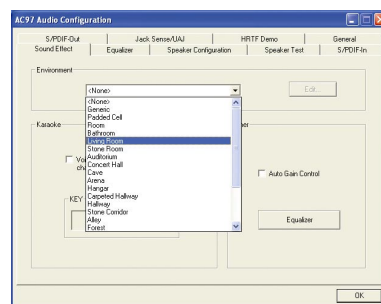 AC97 Audio Configuration
S/PDIF-Out
Jack Sense/UAJ
HRTF Demo
General
Sound Effect
Equalizer
Speaker Configuration
Speaker Test
S/PDIF-In
Environment
<None>
Edit...
<None>
Generic
Padded Cell
Room
Bathroom
Living Room
Stone Room
Auditorium
Concert Hall
Cave
Arena
Hangar
Carpeted Hallway
Hallway
Stone Corridor
Alley
Forest
Karaoke
Auto Gain Control
KEY
Equalizer
OK